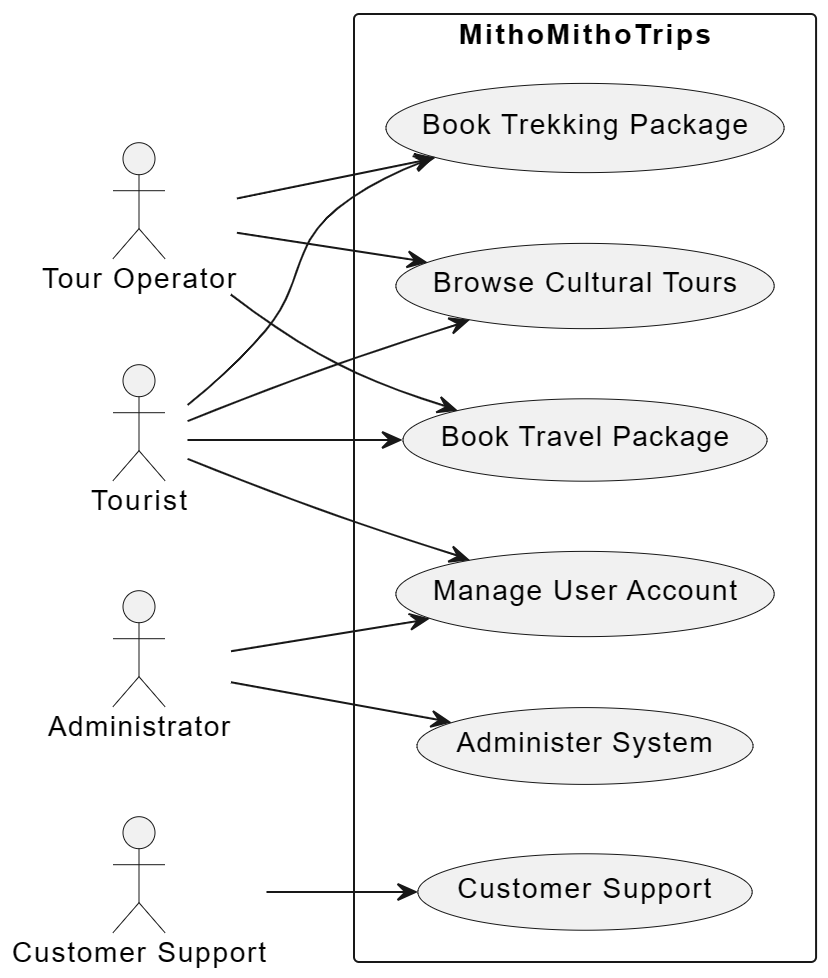 MithoMithoTrips
Book Trekking Package
Tour Operator
Browse Cultural Tours
Book Travel Package
Tourist
Manage User Account
Administrator
Administer System
Customer Support
Customer Support